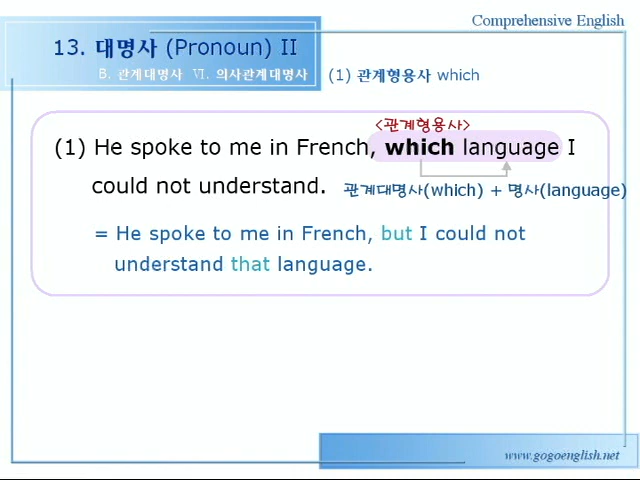 Comprehensive English
13. 대명사 (Pronoun) II
B. 관계대명사 Ⅵ. 의사관계대명사
(1) 관계형용사 which
<관계형용사>
(1) He spoke to me in French, which language I
could not understand.
관계대명사(which) + 명사(language)
= He spoke to me in French, but I could not
understand that language.
www.gogoenglish.net